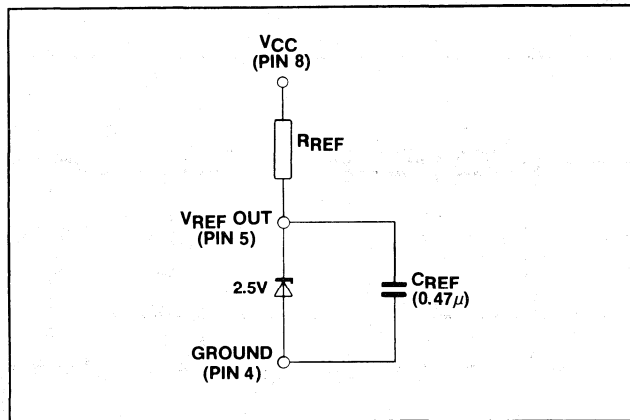 VCC
(PIN 8)
RREF
VREF OUT
(PIN 5)
2.5V
CREF
(0.47μ)
GROUND
(PIN 4)